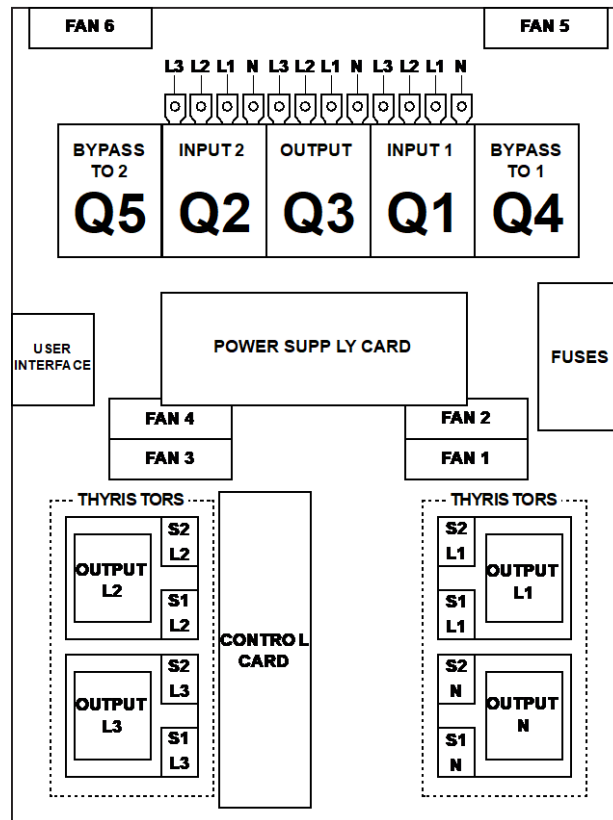 FAN 6
FAN 5
L3 L2 L1 N L3 L2 L1 N L3 L2 L1 N
BYPASS
TO 2
Q5
INPUT 2
Q2
OUTPUT
Q3
INPUT 1
Q1
BYPASS
TO 1
Q4
USER
INTERFACE
POWER SUPP LY CARD
FUSES
FAN 4
FAN 3
FAN 2
FAN 1
THYRIS TORS
S2
L2
OUTPUT
L2
S1
L2
S2
L3
OUTPUT
L3
S1
L3
CONTRO L
CARD
THYRIS TORS
S2
L1
OUTPUT
L1
S1
L1
S2
N
OUTPUT
N
S1
N